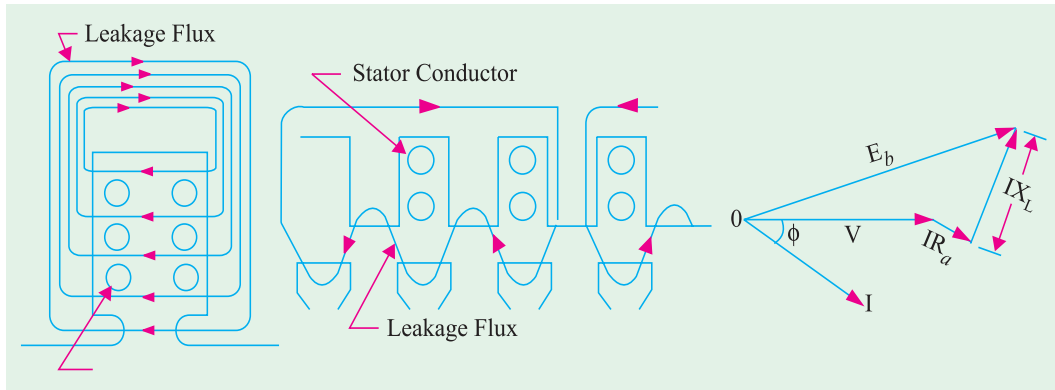 Leakage Flux
Stator Conductor
Leakage Flux
E_b
IX_L
0
ϕ
V
IR_a
I